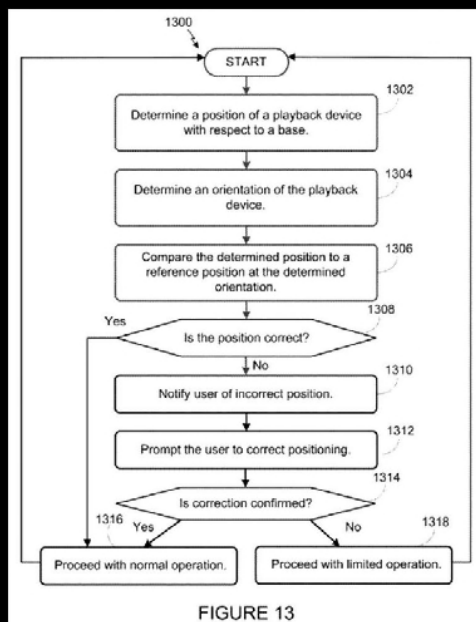 1300
START
1302
Determine a position of a playback device
with respect to a base.
1304
Determine an orientation of the playback
device.
1306
Compare the determined position to a
reference position at the determined
orientation.
1308
Yes
Is the position correct?
No
1310
Notify user of incorrect position.
1312
Prompt the user to correct positioning.
1314
Is correction confirmed?
1316
Yes
No
1318
Proceed with normal operation.
Proceed with limited operation.
FIGURE 13